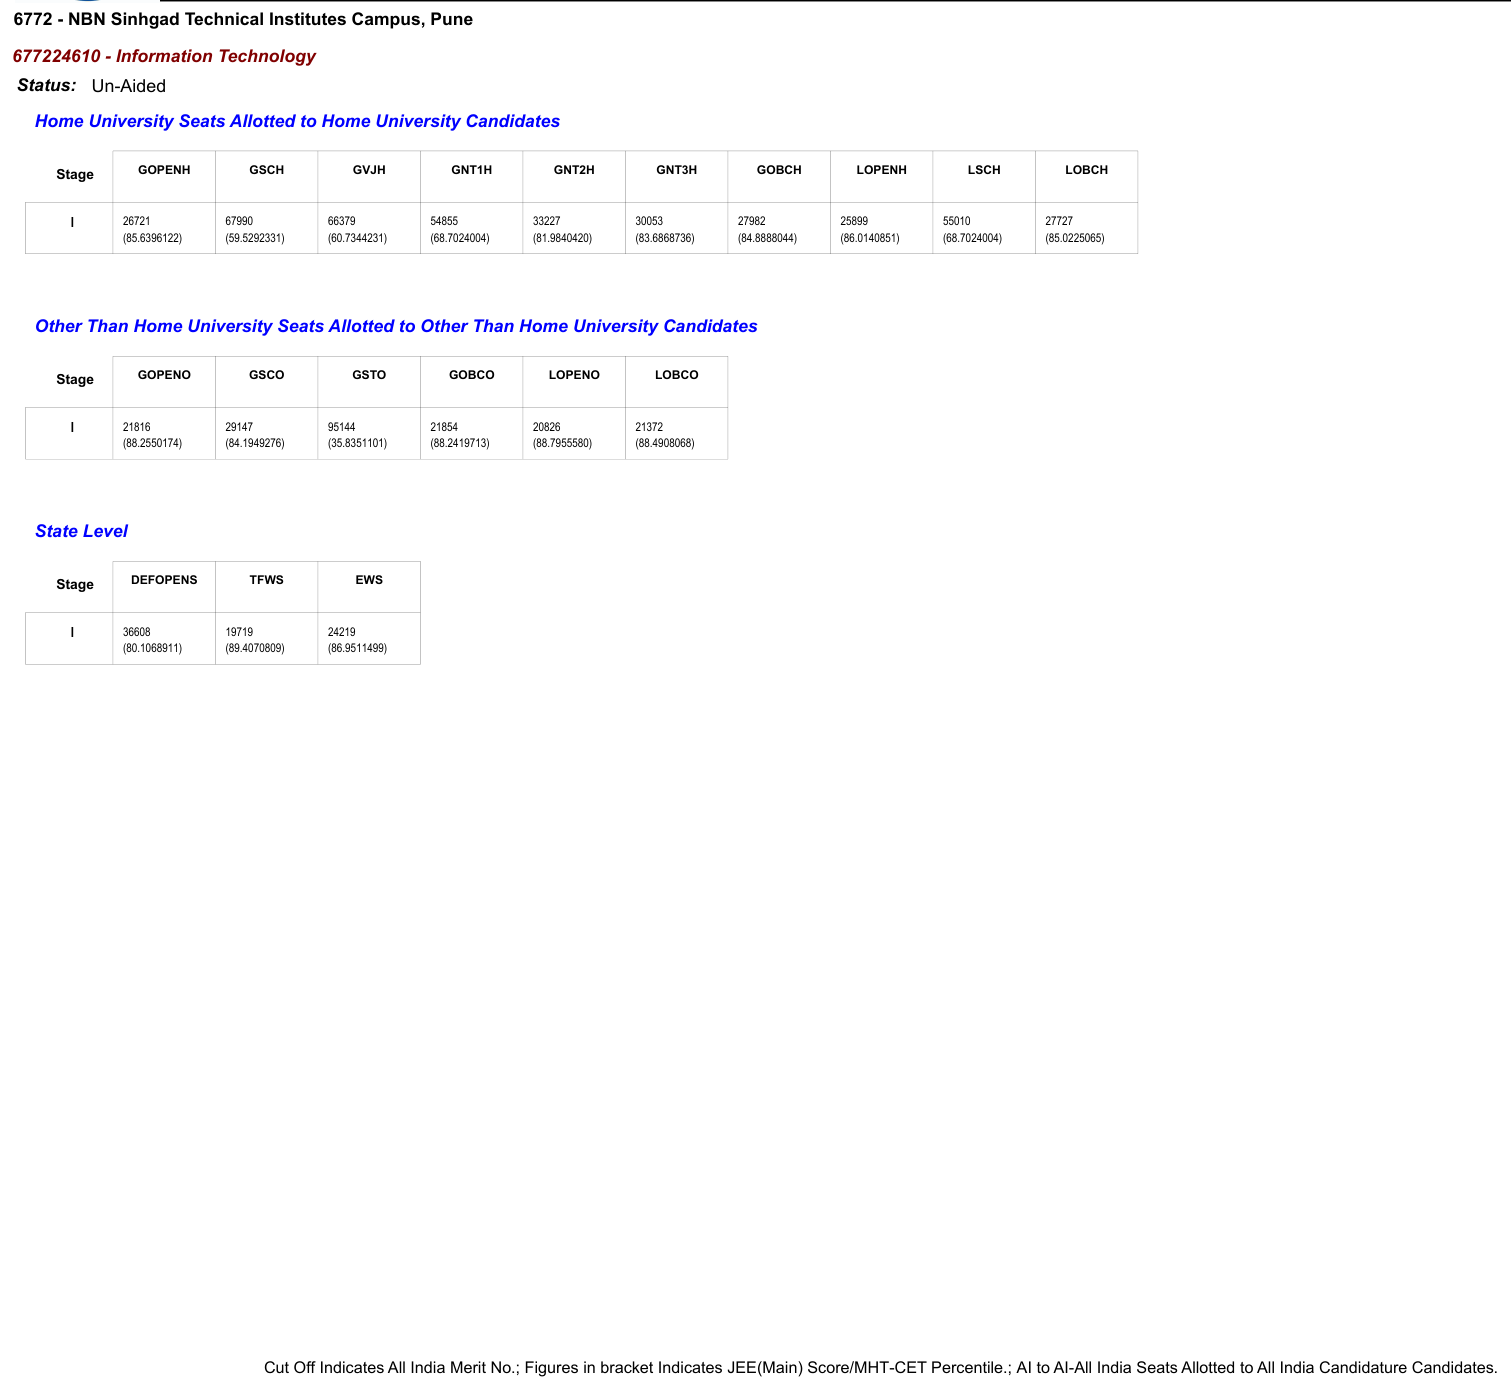 6772 - NBN Sinhgad Technical Institutes Campus, Pune
677224610 - Information Technology
Status: Un-Aided
Home University Seats Allotted to Home University Candidates
Stage GOPENH GSCH GVJH GNT1H GNT2H GNT3H GOBCH LOPENH LSCH LOBCH
I 26721 67990 66379 54855 33227 30053 27982 25899 55010 27727
(85.6396122) (59.5292331) (60.7344231) (68.7024004) (81.9840420) (83.6868736) (84.8888044) (86.0140851) (68.7024004) (85.0225065)
Other Than Home University Seats Allotted to Other Than Home University Candidates
Stage GOPENO GSCO GSTO GOBCO LOPENO LOBCO
I 21816 29147 95144 21854 20826 21372
(88.2550174) (84.1949276) (35.8351101) (88.2419713) (88.7955580) (88.4908068)
State Level
Stage DEFOPENS TFWS EWS
I 36608 19719 24219
(80.1068911) (89.4070809) (86.9511499)
Cut Off Indicates All India Merit No.; Figures in bracket Indicates JEE(Main) Score/MHT-CET Percentile.; AI to AI-All India Seats Allotted to All India Candidature Candidates.